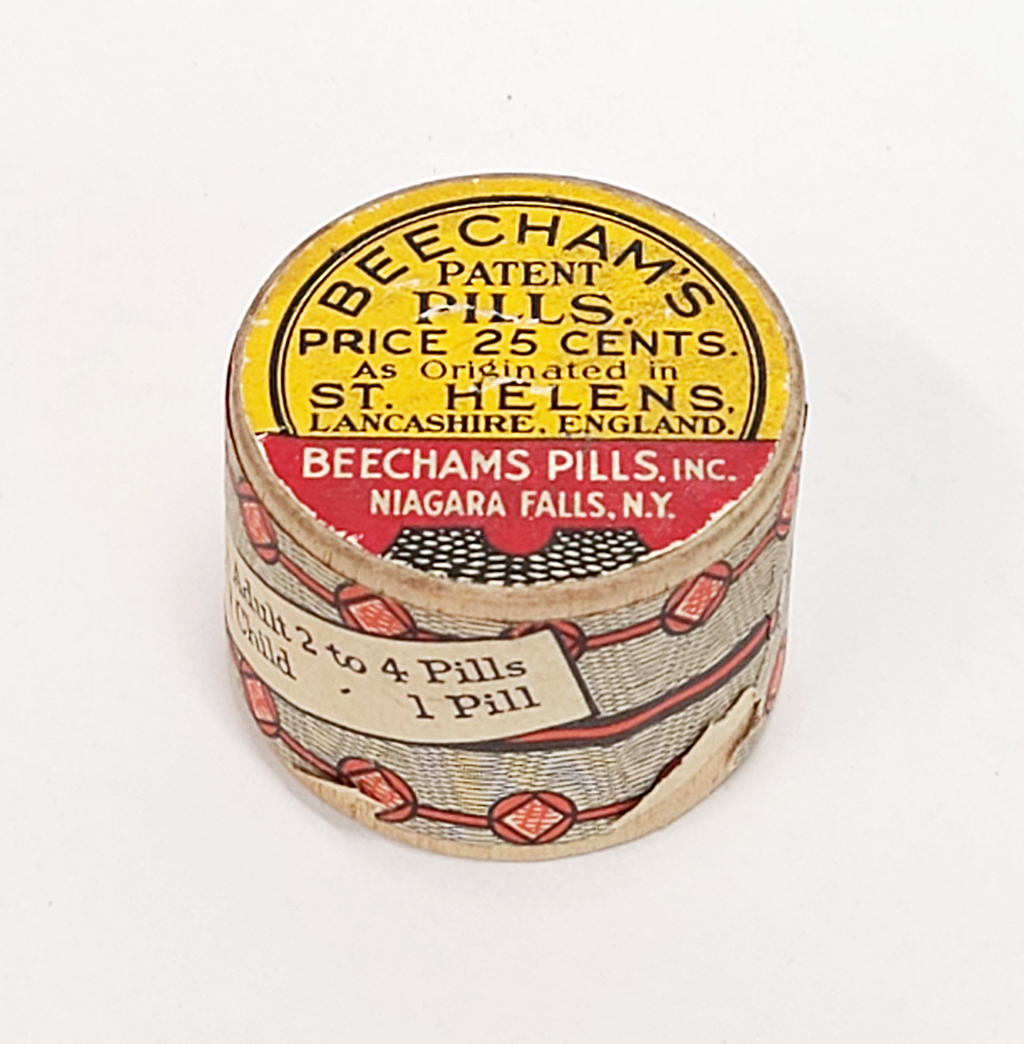 BEECHAM'S
PATENT
PILLS.
PRICE 25 CENTS.
As Originated in
ST. HELENS,
LANCASHIRE, ENGLAND.
BEECHAMS PILLS, INC.
NIAGARA FALLS, N.Y.
Adult 2 to 4 Pills
Child 1 Pill